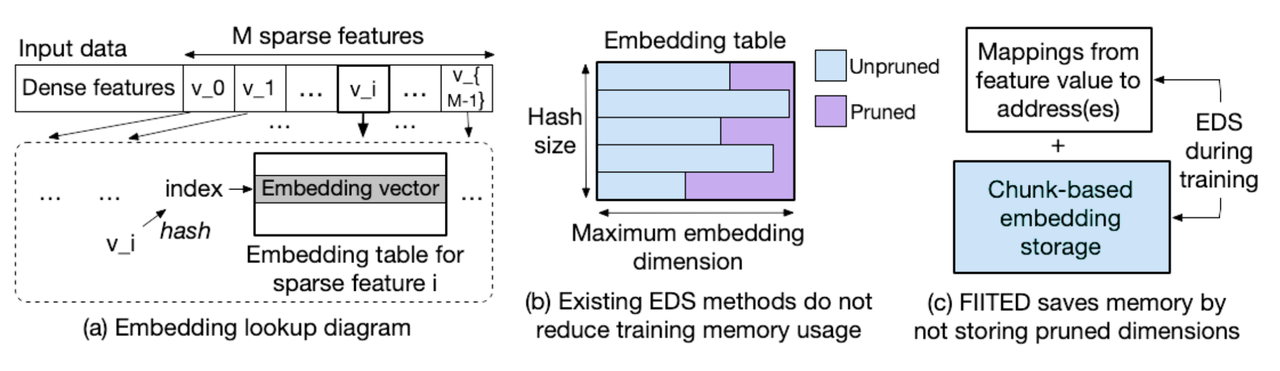 Input data
M sparse features
Dense features
v_0
v_1
...
v_i
...
v_{
M-1}
...
...
...
...
index
Embedding vector
...
v_i
hash
Embedding table for
sparse feature i
(a) Embedding lookup diagram
Embedding table
Unpruned
Pruned
Hash
size
Maximum embedding
dimension
(b) Existing EDS methods do not
reduce training memory usage
Mappings from
feature value to
address(es)
+
Chunk-based
embedding
storage
EDS
during
training
(c) FIITED saves memory by
not storing pruned dimensions